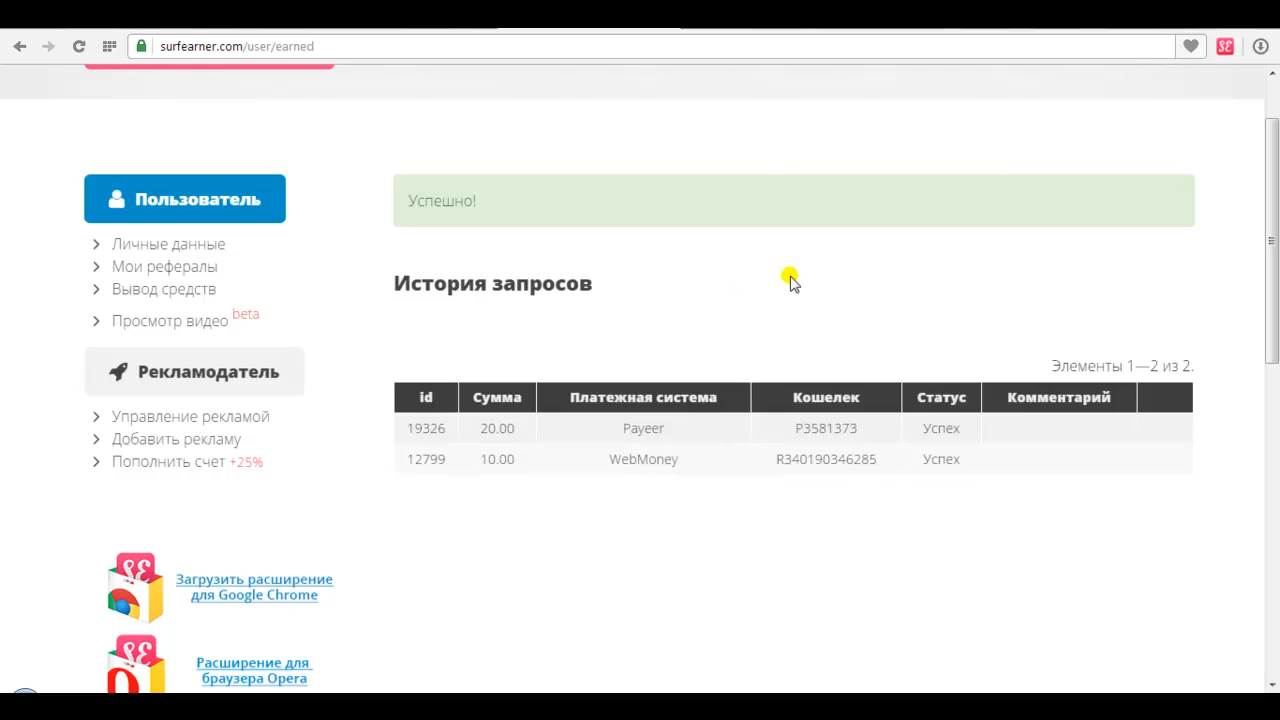 surfearner.com/user/earned
Пользователь
Личные данные
Мои рефералы
Вывод средств
Просмотр видео beta
Рекламодатель
Управление рекламой
Добавить рекламу
Пополнить счет +25%
Загрузить расширение
для Google Chrome
Расширение для
браузера Opera
Успешно!
История запросов
Элементы 1—2 из 2.
id Сумма Платежная система Кошелек Статус Комментарий
19326 20.00 Payeer P3581373 Успех
12799 10.00 WebMoney R340190346285 Успех